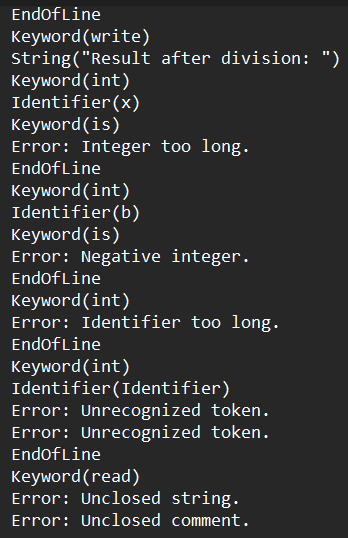 EndOfLine
Keyword(write)
String("Result after division: ")
Keyword(int)
Identifier(x)
Keyword(is)
Error: Integer too long.
EndOfLine
Keyword(int)
Identifier(b)
Keyword(is)
Error: Negative integer.
EndOfLine
Keyword(int)
Error: Identifier too long.
EndOfLine
Keyword(int)
Identifier(Identifier)
Error: Unrecognized token.
Error: Unrecognized token.
EndOfLine
Keyword(read)
Error: Unclosed string.
Error: Unclosed comment.